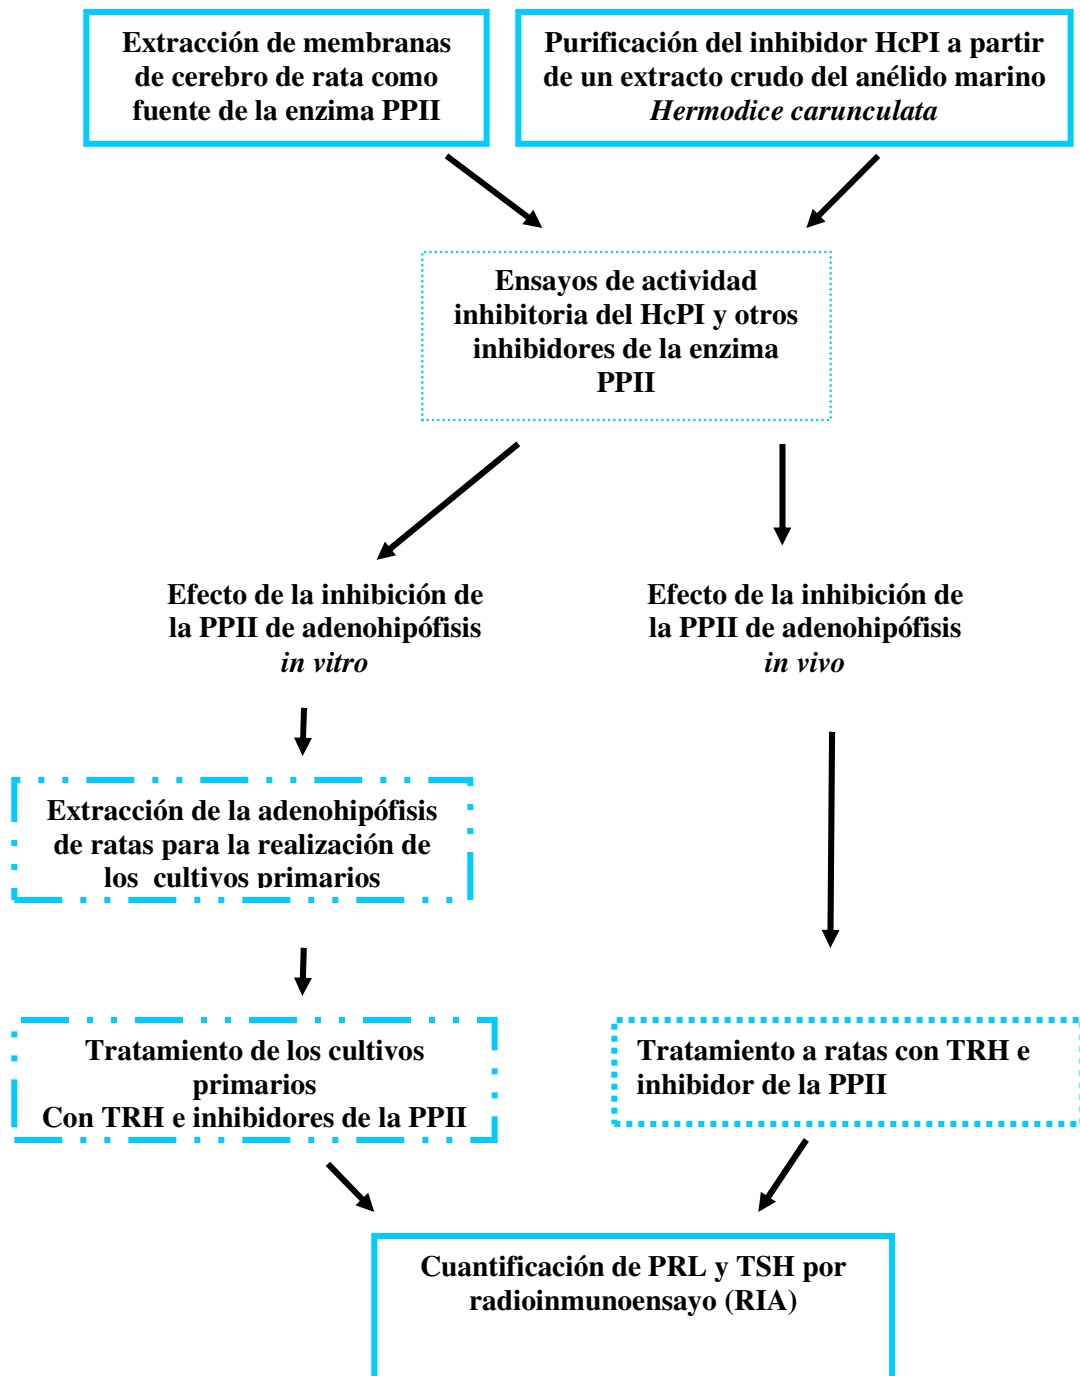 Extracción de membranas
de cerebro de rata como
fuente de la enzima PPII
Purificación del inhibidor HcPI a partir
de un extracto crudo del anélido marino
Hermodice carunculata
Ensayos de actividad
inhibitoria del HcPI y otros
inhibidores de la enzima
PPII
Efecto de la inhibición de
la PPII de adenohipófisis
in vitro
Efecto de la inhibición de
la PPII de adenohipófisis
in vivo
Extracción de la adenohipófisis
de ratas para la realización de
los cultivos primarios
Tratamiento de los cultivos
primarios
Con TRH e inhibidores de la PPII
Tratamiento a ratas con TRH e
inhibidor de la PPII
Cuantificación de PRL y TSH por
radioinmunoensayo (RIA)